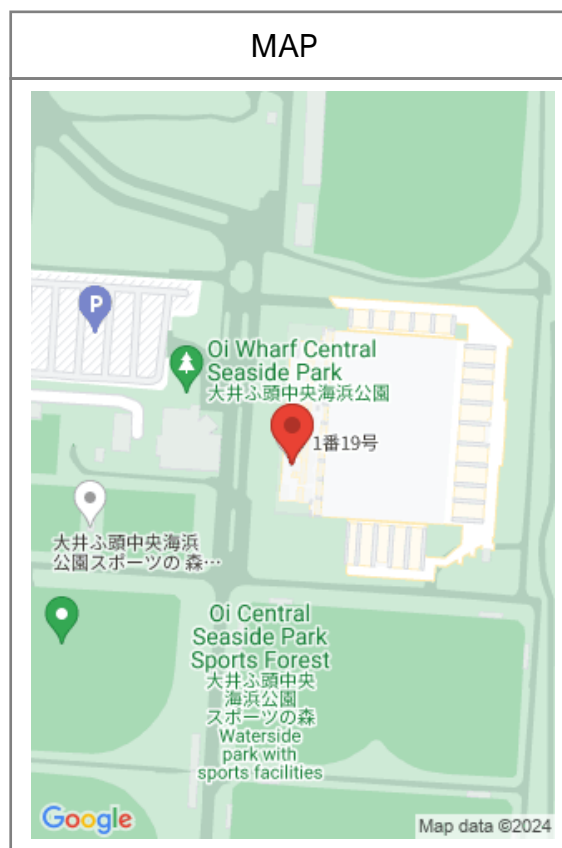 MAP
P
Oi Wharf Central
Seaside Park
大井ふ頭中央海浜公園
1番19号
大井ふ頭中央海浜
公園スポーツの 森…
Oi Central
Seaside Park
Sports Forest
大井ふ頭中央
海浜公園
スポーツの森
Waterside
park with
sports facilities
Google
Map data ©2024